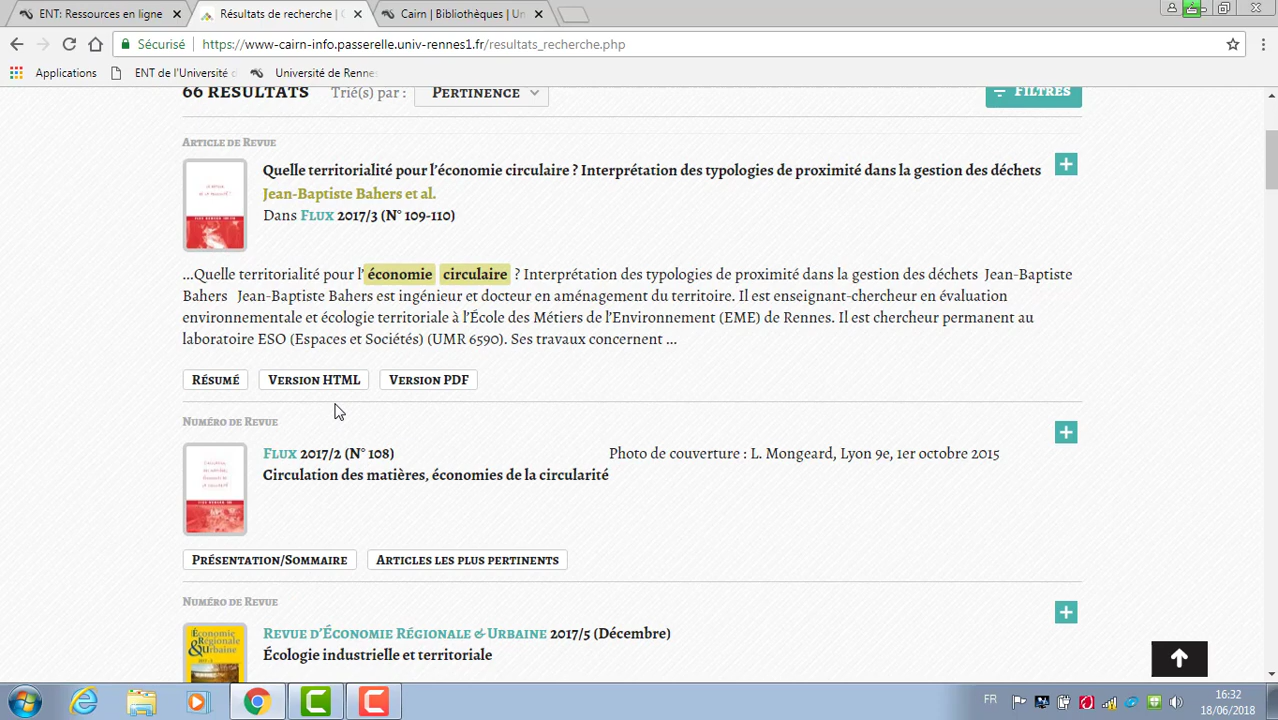 ENT: Ressources en ligne
Résultats de recherche | C
Cairn | Bibliothèques | Un
Sécurisé
https://www-cairn-info.passerelle.univ-rennes1.fr/resultats_recherche.php
Applications
ENT de l'Université
Université de Renne
66 RÉSULTATS
Trié(s) par :
PERTINENCE
FILTRES
ARTICLE DE REVUE
Quelle territorialité pour l'économie circulaire ? Interprétation des typologies de proximité dans la gestion des déchets
Jean-Baptiste Bahers et al.
Dans FLUX 2017/3 (N° 109-110)
...Quelle territorialité pour l' économie circulaire ? Interprétation des typologies de proximité dans la gestion des déchets Jean-Baptiste
Bahers Jean-Baptiste Bahers est ingénieur et docteur en aménagement du territoire. Il est enseignant-chercheur en évaluation
environnementale et écologie territoriale à l'École des Métiers de l'Environnement (EME) de Rennes. Il est chercheur permanent au
laboratoire ESO (Espaces et Sociétés) (UMR 6590). Ses travaux concernent ...
RÉSUMÉ
VERSION HTML
VERSION PDF
NUMÉRO DE REVUE
FLUX 2017/2 (N° 108)
Photo de couverture : L. Mongeard, Lyon 9e, 1er octobre 2015
Circulation des matières, économies de la circularité
PRÉSENTATION/SOMMAIRE
ARTICLES LES PLUS PERTINENTS
NUMÉRO DE REVUE
Économie
Régionale
& Urbaine
REVUE D'ÉCONOMIE RÉGIONALE & URBAINE 2017/5 (Décembre)
Écologie industrielle et territoriale
FR
16:32
18/06/2018